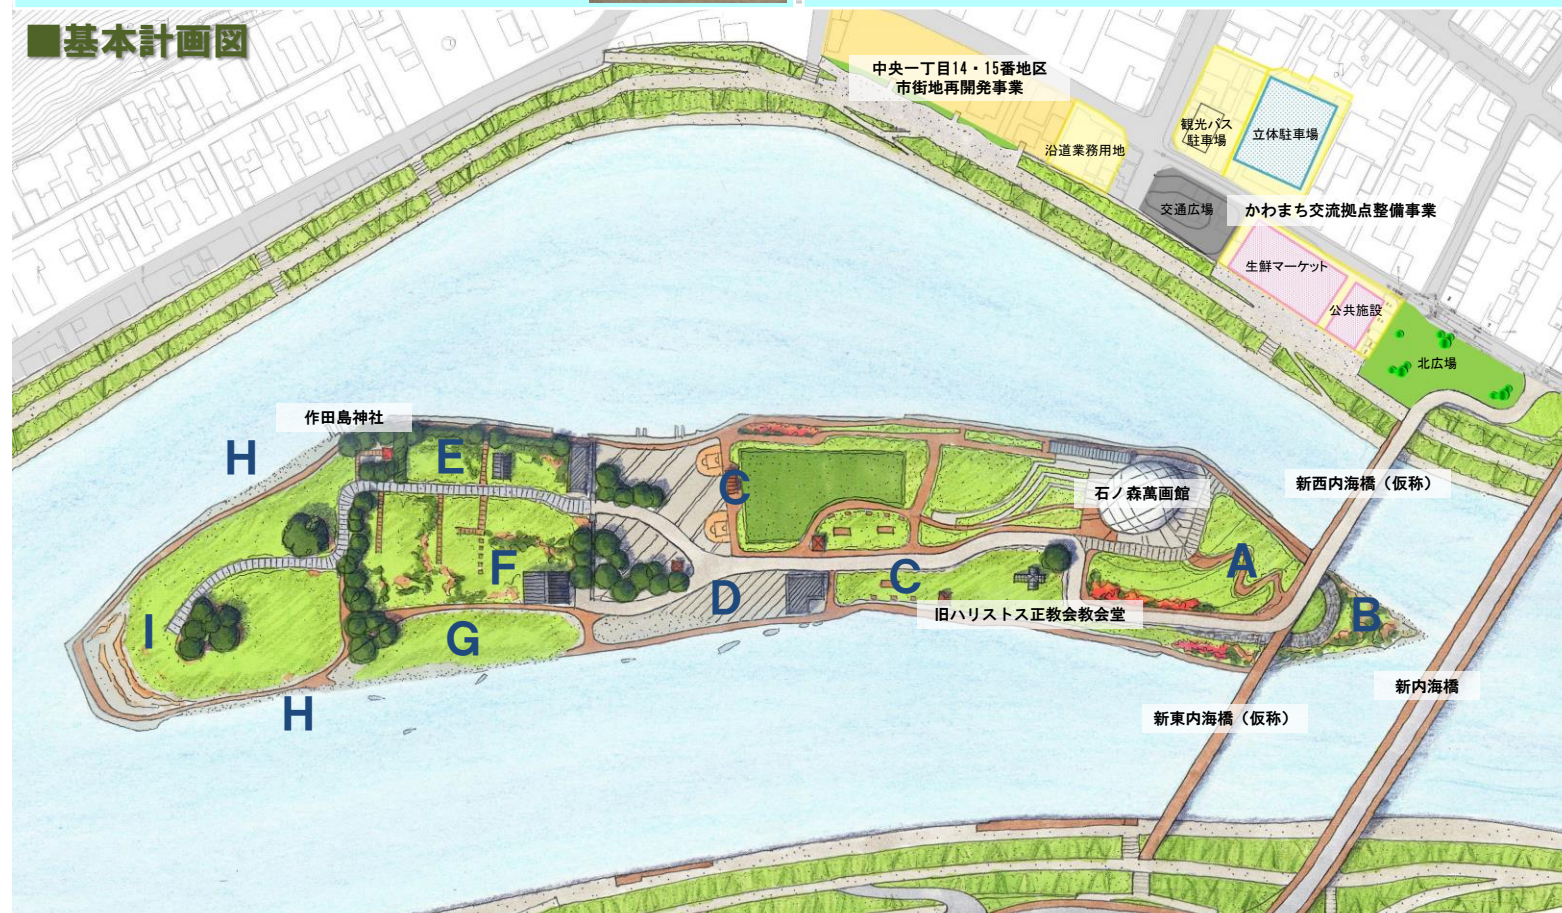 ■基本計画図
中央一丁目14・15番地区
市街地再開発事業
観光バス
駐車場
立体駐車場
沿道業務用地
交通広場
かわまち交流拠点整備事業
生鮮マーケット
公共施設
北広場
作田島神社
H
E
C
石ノ森萬画館
新西内海橋（仮称）
F
D
C
A
旧ハリストス正教会教会堂
B
I
G
H
新内海橋
新東内海橋（仮称）